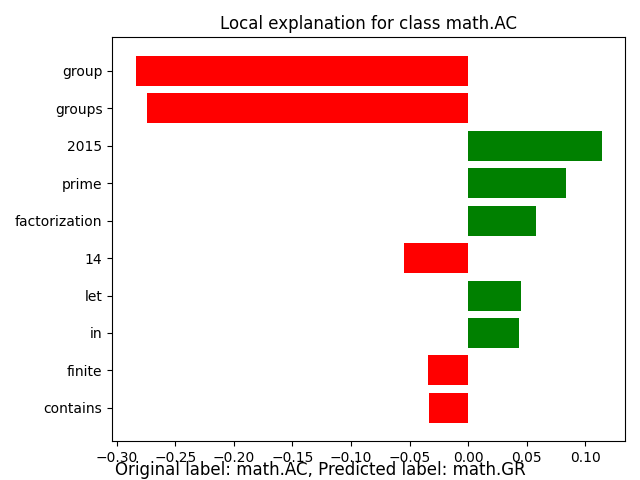 Local explanation for class math.AC
group
groups
2015
prime
factorization
14
let
in
finite
contains
−0.30 −0.25 −0.20 −0.15 −0.10 −0.05 0.00 0.05 0.10
Original label: math.AC, Predicted label: math.GR